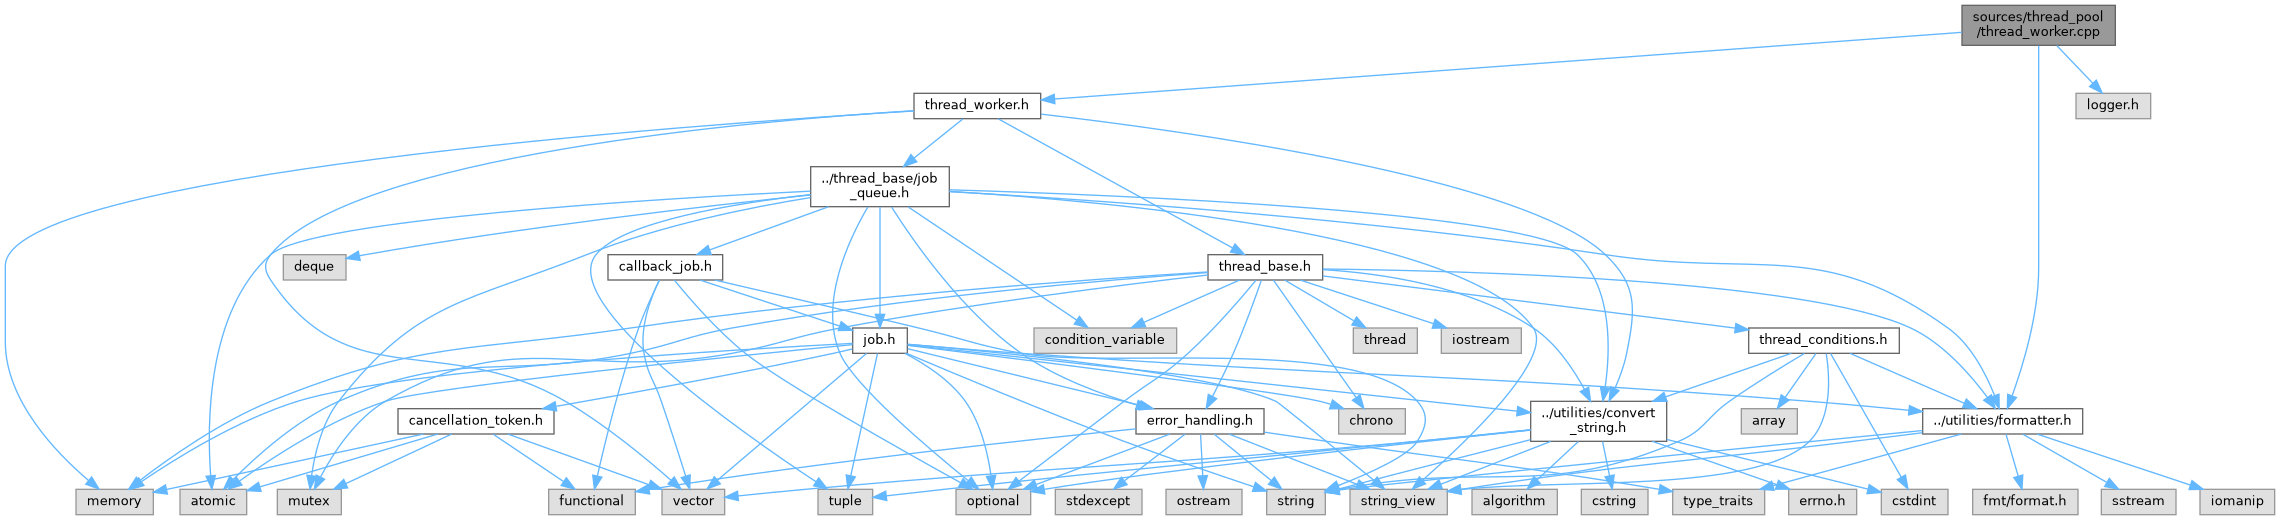 sources/thread_pool
/thread_worker.cpp
thread_worker.h
logger.h
../thread_base/job
_queue.h
deque
callback_job.h
thread_base.h
job.h
condition_variable
thread
iostream
thread_conditions.h
cancellation_token.h
error_handling.h
chrono
../utilities/convert
_string.h
array
../utilities/formatter.h
memory
atomic
mutex
functional
vector
tuple
optional
stdexcept
ostream
string
string_view
algorithm
cstring
type_traits
errno.h
cstdint
fmt/format.h
sstream
iomanip